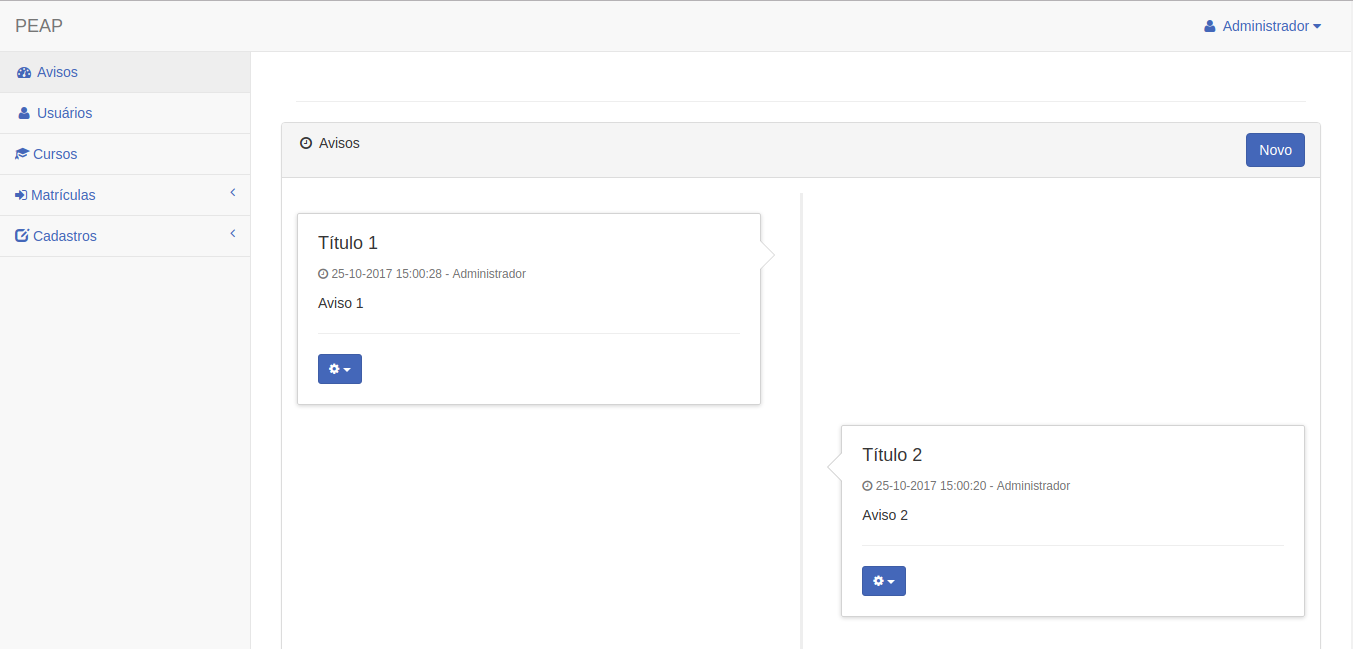 PEAP
Administrador
Avisos
Usuários
Cursos
Matrículas
Cadastros
Avisos
Novo
Título 1
25-10-2017 15:00:28 - Administrador
Aviso 1
Título 2
25-10-2017 15:00:20 - Administrador
Aviso 2